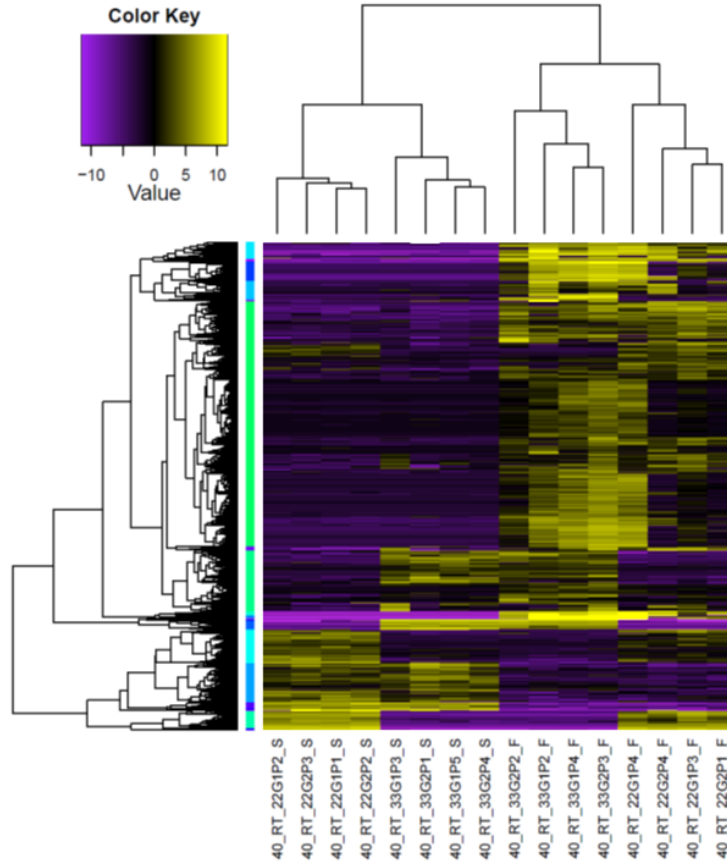 Color Key
−10 0 5 10
Value
40_RT_22G1P2_S
40_RT_22G2P3_S
40_RT_22G1P1_S
40_RT_22G2P2_S
40_RT_33G1P3_S
40_RT_33G2P1_S
40_RT_33G1P5_S
40_RT_33G2P4_S
40_RT_33G2P2_F
40_RT_33G1P2_F
40_RT_33G1P4_F
40_RT_33G2P3_F
40_RT_22G1P4_F
40_RT_22G2P4_F
40_RT_22G1P3_F
40_RT_22G2P1_F